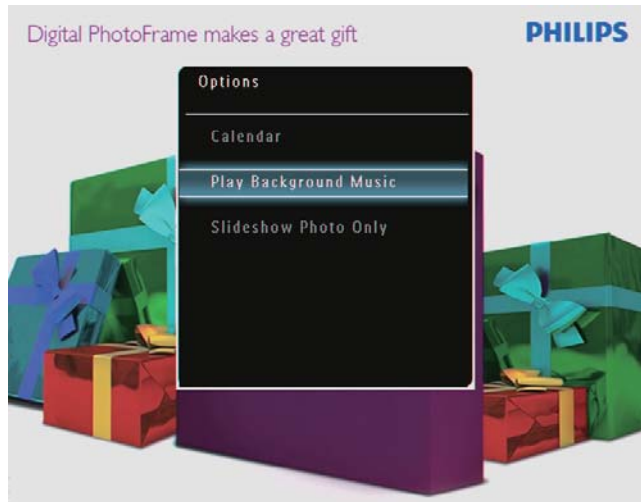 Digital PhotoFrame makes a great gift
PHILIPS
Options
Calendar
Play Background Music
Slideshow Photo Only